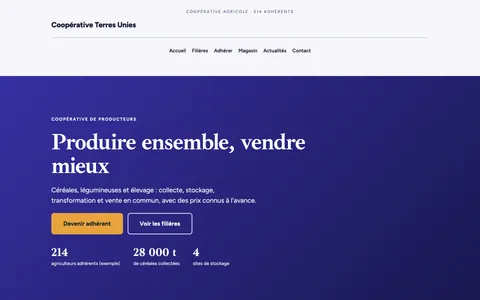 COOPÉRATIVE AGRICOLE · 214 ADHÉRENTS
Coopérative Terres Unies
Accueil Filières Adhérer Magasin Actualités Contact
COOPÉRATIVE DE PRODUCTEURS
Produire ensemble, vendre
mieux
Céréales, légumineuses et élevage : collecte, stockage,
transformation et vente en commun, avec des prix connus à l'avance.
Devenir adhérent Voir les filières
214 28 000 t 4
agriculteurs adhérents (exemple) de céréales collectées sites de stockage